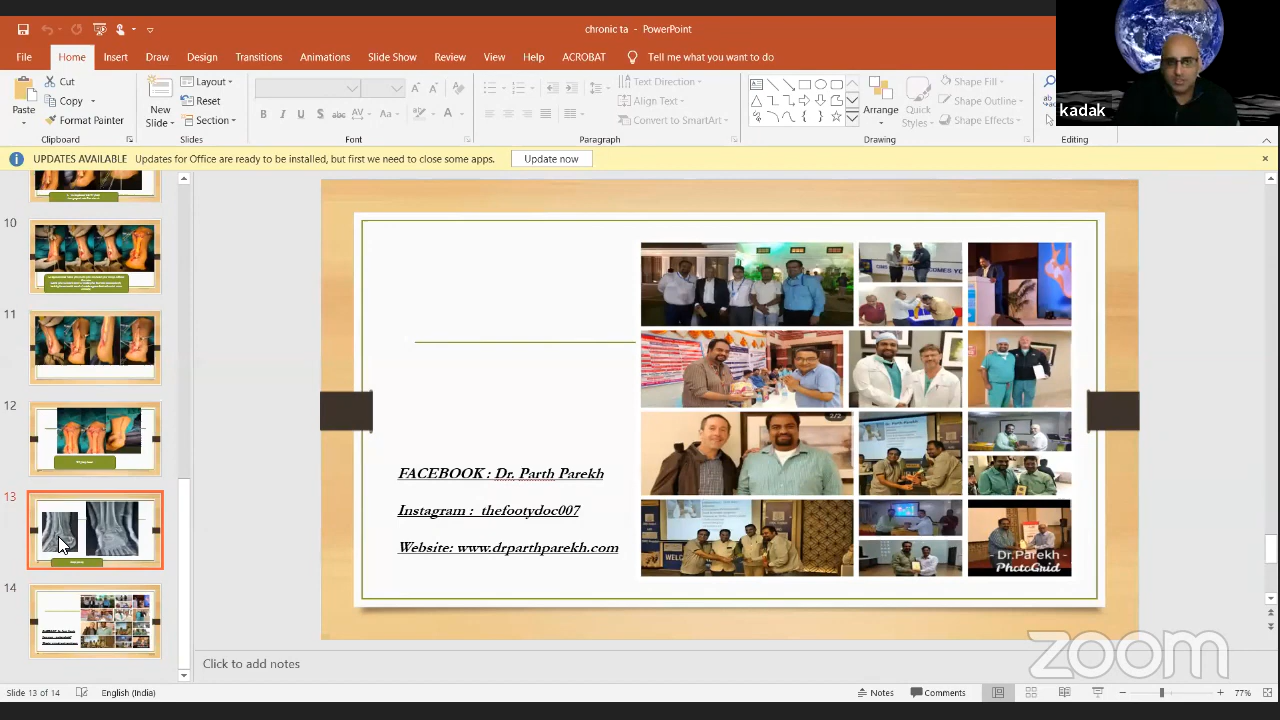 chronic ta - PowerPoint
File Home Insert Draw Design Transitions Animations Slide Show Review View Help ACROBAT Tell me what you want to do
kadak
Paste
Cut
Copy
Format Painter
Clipboard
New
Slide
Layout
Reset
Section
Slides
Font
Paragraph
Text Direction
Align Text
Convert to SmartArt
Arrange
Quick
Styles
Shape Fill
Shape Outline
Shape Effects
Drawing
Editing
UPDATES AVAILABLE Updates for Office are ready to be installed, but first we need to close some apps. Update now
10
11
12
13
14
FACEBOOK : Dr. Parth Parekh
Instagram : thefootydoc007
Website: www.drparthparekh.com
2/2
- Dr.Parekh -
PHOTOGRID
Click to add notes
zoom
Slide 13 of 14 English (India) Notes Comments 77%